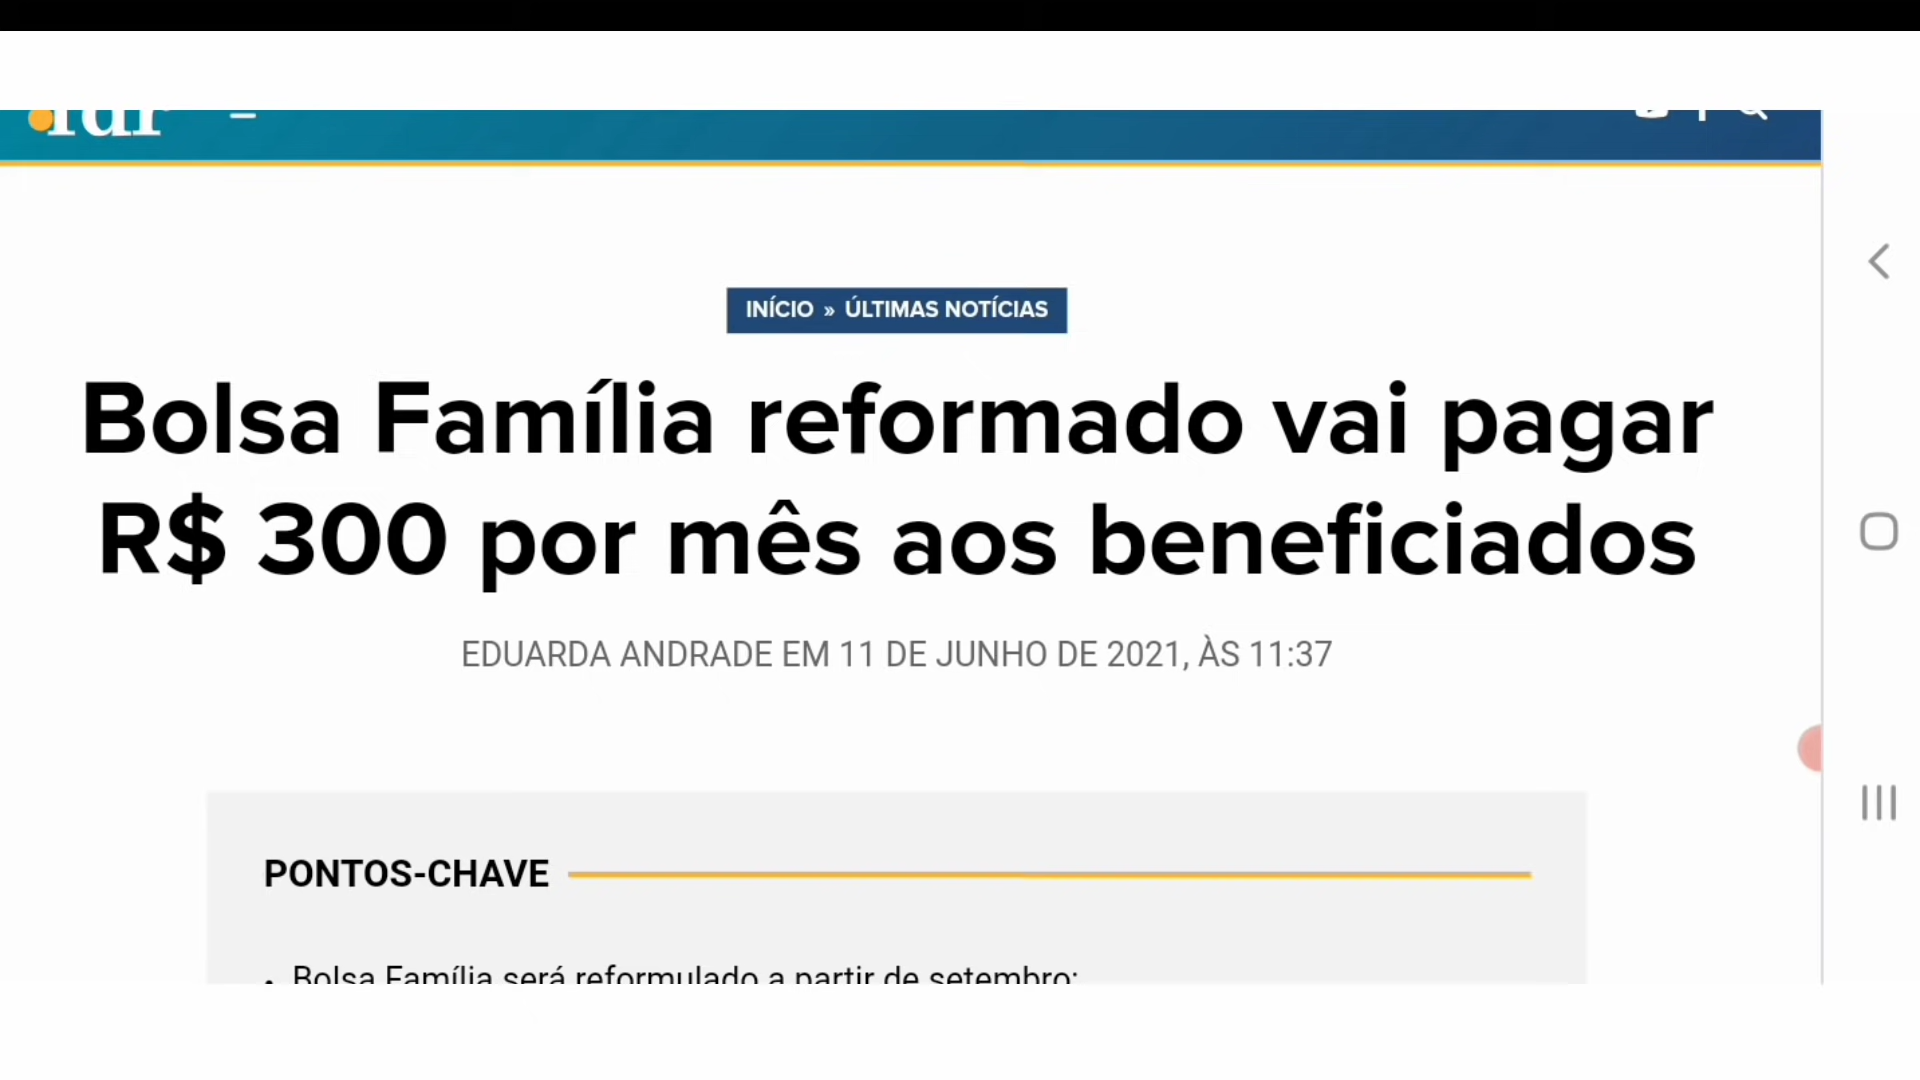 INÍCIO » ÚLTIMAS NOTÍCIAS
Bolsa Família reformado vai pagar
R$ 300 por mês aos beneficiados
EDUARDA ANDRADE EM 11 DE JUNHO DE 2021, ÀS 11:37
PONTOS-CHAVE
• Bolsa Família será reformulado a partir de setembro;